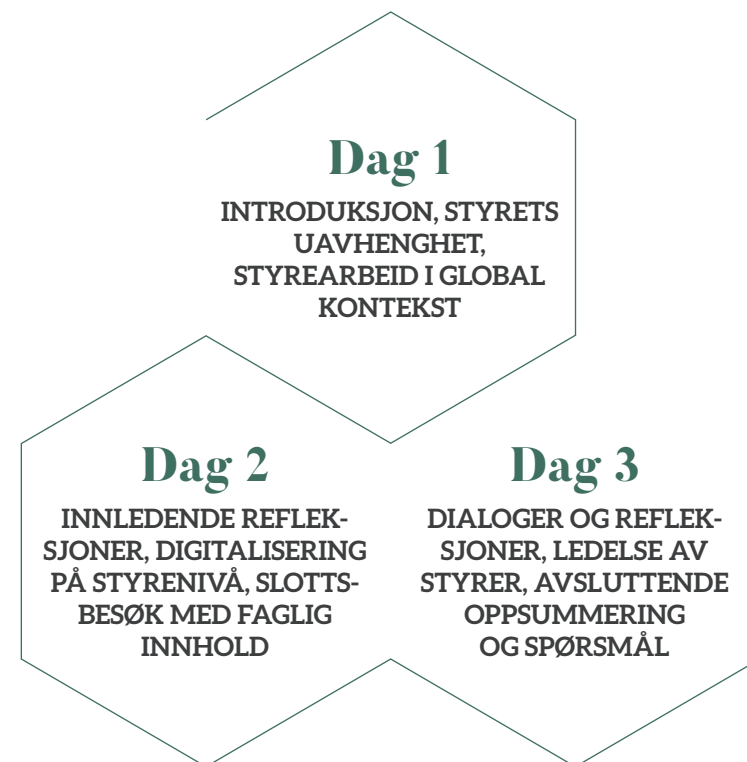 Dag 1
INTRODUKSJON, STYRETS
UAVHENGHET,
STYREARBEID I GLOBAL
KONTEKST
Dag 2
INNLEDENDE REFLEK-
SJONER, DIGITALISERING
PÅ STYRENIVÅ, SLOTTS-
BESØK MED FAGLIG
INNHOLD
Dag 3
DIALOGER OG REFLEK-
SJONER, LEDELSE AV
STYRER, AVSLUTTENDE
OPPSUMMERING
OG SPØRSMÅL